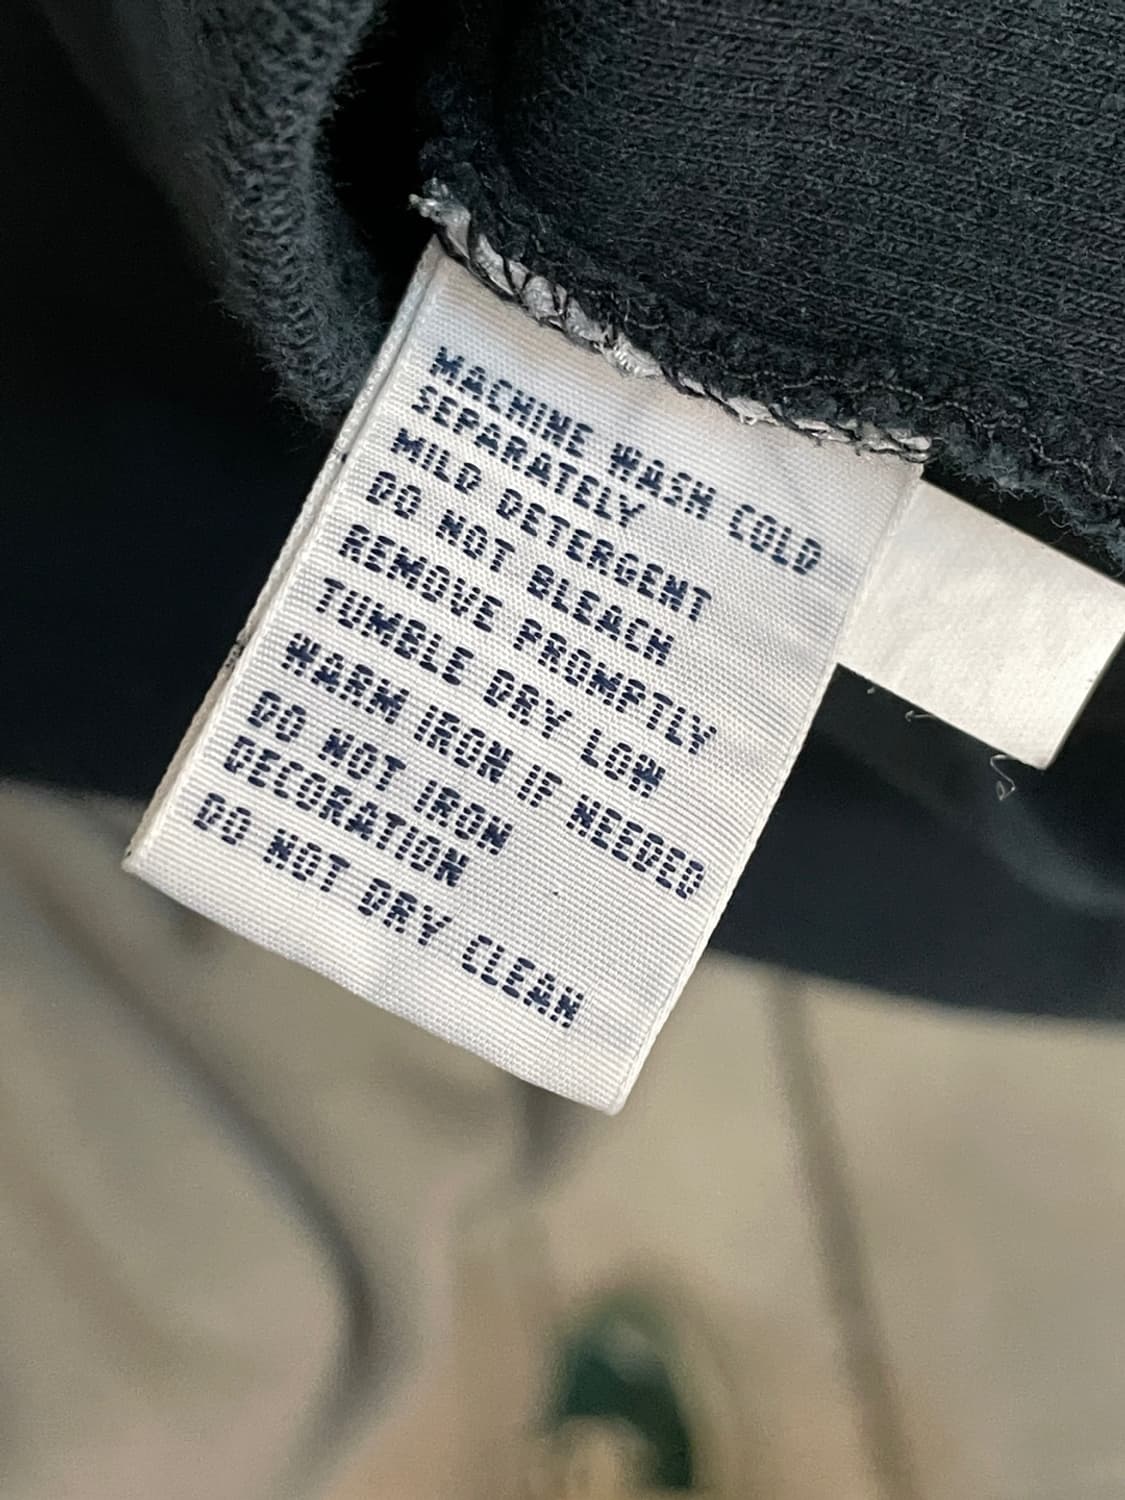 MACHINE WASH COLD
SEPARATELY
MILD DETERGENT
DO NOT BLEACH
REMOVE PROMPTLY
TUMBLE DRY LOW
WARM IRON IF NEEDED
DO NOT IRON
DECORATION
DO NOT DRY CLEAN